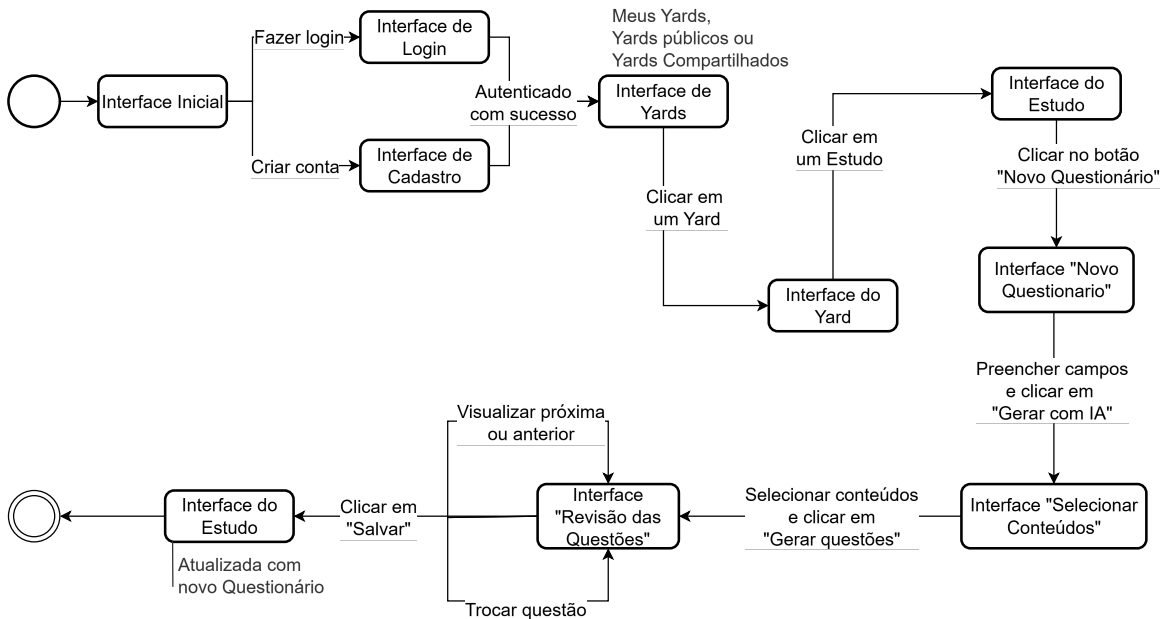 Interface Inicial
Fazer login
Interface de
Login
Criar conta
Interface de
Cadastro
Autenticado
com sucesso
Meus Yards,
Yards públicos ou
Yards Compartilhados
Interface de
Yards
Clicar em
um Yard
Interface do
Yard
Clicar em
um Estudo
Interface do
Estudo
Clicar no botão
"Novo Questionário"
Interface "Novo
Questionario"
Preencher campos
e clicar em
"Gerar com IA"
Interface "Selecionar
Conteúdos"
Selecionar conteúdos
e clicar em
"Gerar questões"
Interface
"Revisão das
Questões"
Visualizar próxima
ou anterior
Trocar questão
Clicar em
"Salvar"
Interface do
Estudo
Atualizada com
novo Questionário